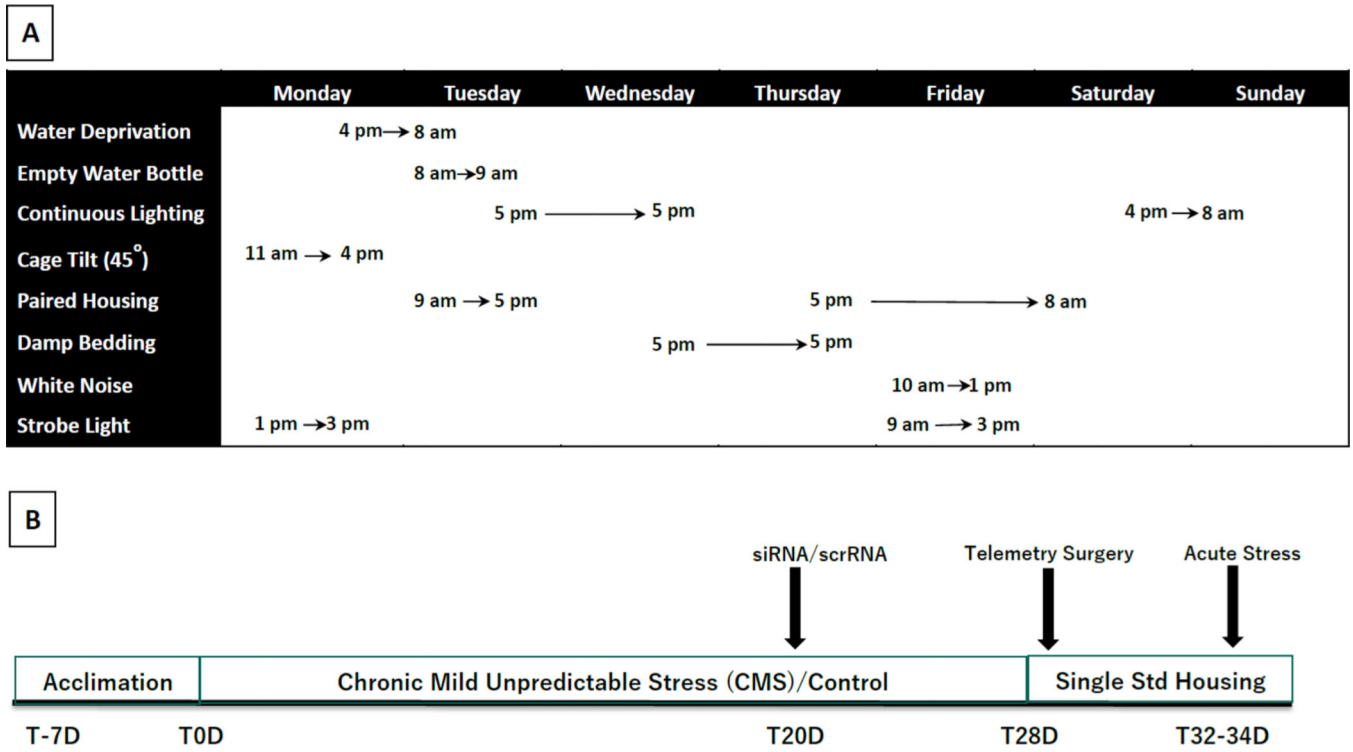 A
Monday Tuesday Wednesday Thursday Friday Saturday Sunday
Water Deprivation 4 pm→8 am
Empty Water Bottle 8 am→9 am
Continuous Lighting 5 pm→5 pm 4 pm→8 am
Cage Tilt (45°) 11 am→4 pm
Paired Housing 9 am→5 pm 5 pm→8 am
Damp Bedding 5 pm→5 pm
White Noise 10 am→1 pm
Strobe Light 1 pm→3 pm 9 am→3 pm
B
siRNA/scrRNA Telemetry Surgery Acute Stress
Acclimation Chronic Mild Unpredictable Stress (CMS)/Control Single Std Housing
T-7D T0D T20D T28D T32-34D